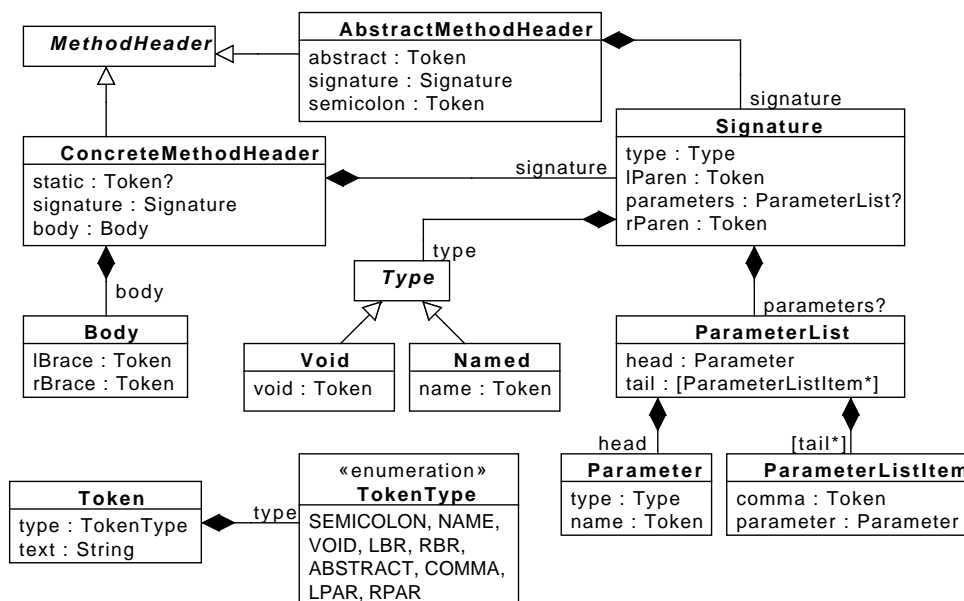 MethodHeader
AbstractMethodHeader
abstract : Token
signature : Signature
semicolon : Token
signature
ConcreteMethodHeader
static : Token?
signature : Signature
body : Body
signature
Signature
type : Type
lParen : Token
parameters : ParameterList?
rParen : Token
type
Type
body
Body
lBrace : Token
rBrace : Token
Void
void : Token
Named
name : Token
parameters?
ParameterList
head : Parameter
tail : [ParameterListItem*]
head
[tail*]
Parameter
type : Type
name : Token
ParameterListItem
comma : Token
parameter : Parameter
Token
type : TokenType
text : String
type
«enumeration»
TokenType
SEMICOLON, NAME,
VOID, LBR, RBR,
ABSTRACT, COMMA,
LPAR, RPAR